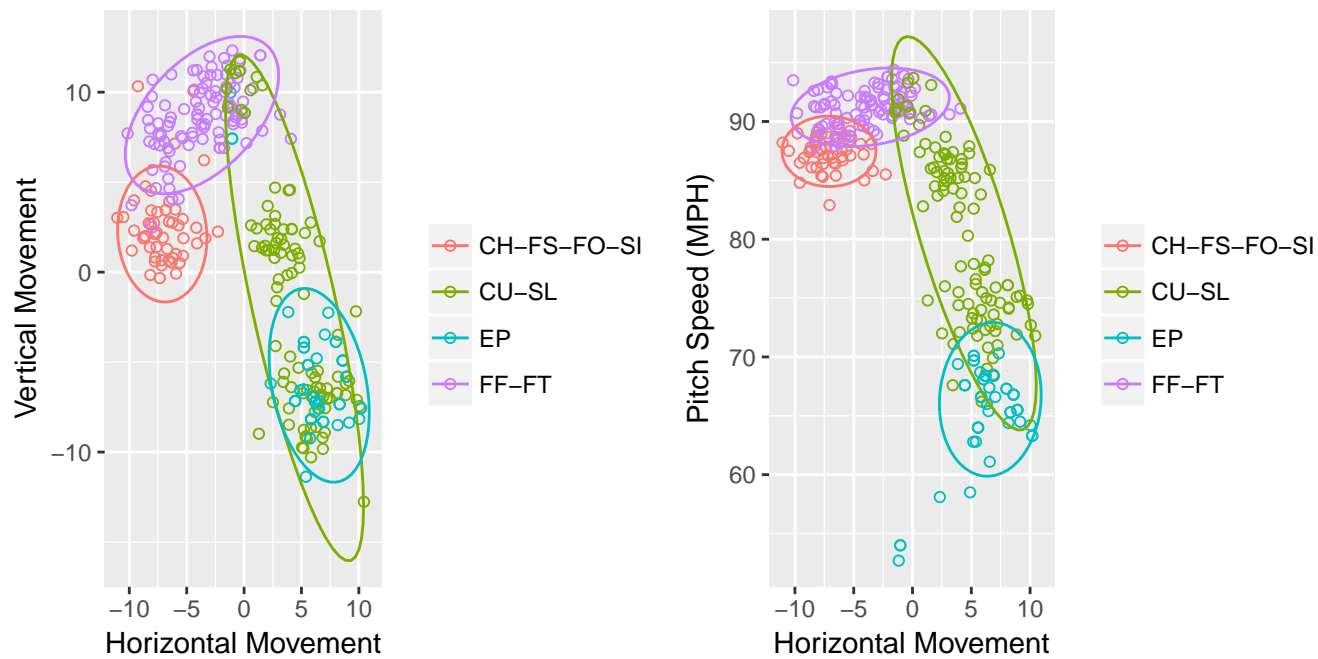 10
0
−10
Vertical Movement
−10 −5 0 5 10
Horizontal Movement
CH−FS−FO−SI
CU−SL
EP
FF−FT
90
80
70
60
Pitch Speed (MPH)
−10 −5 0 5 10
Horizontal Movement
CH−FS−FO−SI
CU−SL
EP
FF−FT